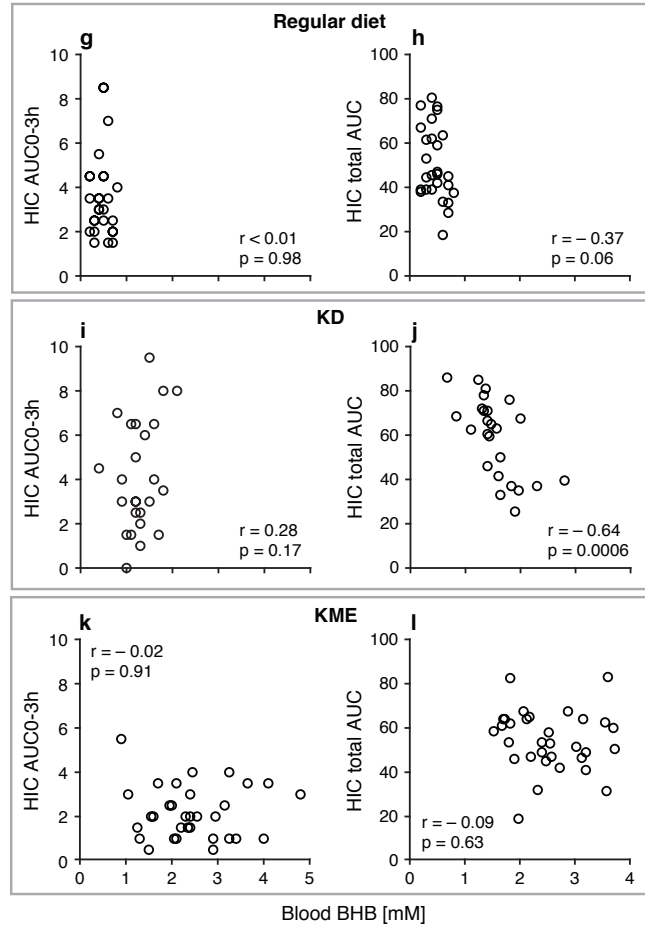 Regular diet
g
h
HIC AUC0-3h
10
8
6
4
2
0
r < 0.01
p = 0.98
HIC total AUC
100
80
60
40
20
0
r = – 0.37
p = 0.06
KD
i
j
HIC AUC0-3h
10
8
6
4
2
0
r = 0.28
p = 0.17
HIC total AUC
100
80
60
40
20
0
r = – 0.64
p = 0.0006
KME
k
l
HIC AUC0-3h
10
8
6
4
2
0
r = – 0.02
p = 0.91
0 1 2 3 4 5
HIC total AUC
100
80
60
40
20
0
r = – 0.09
p = 0.63
0 1 2 3 4
Blood BHB [mM]